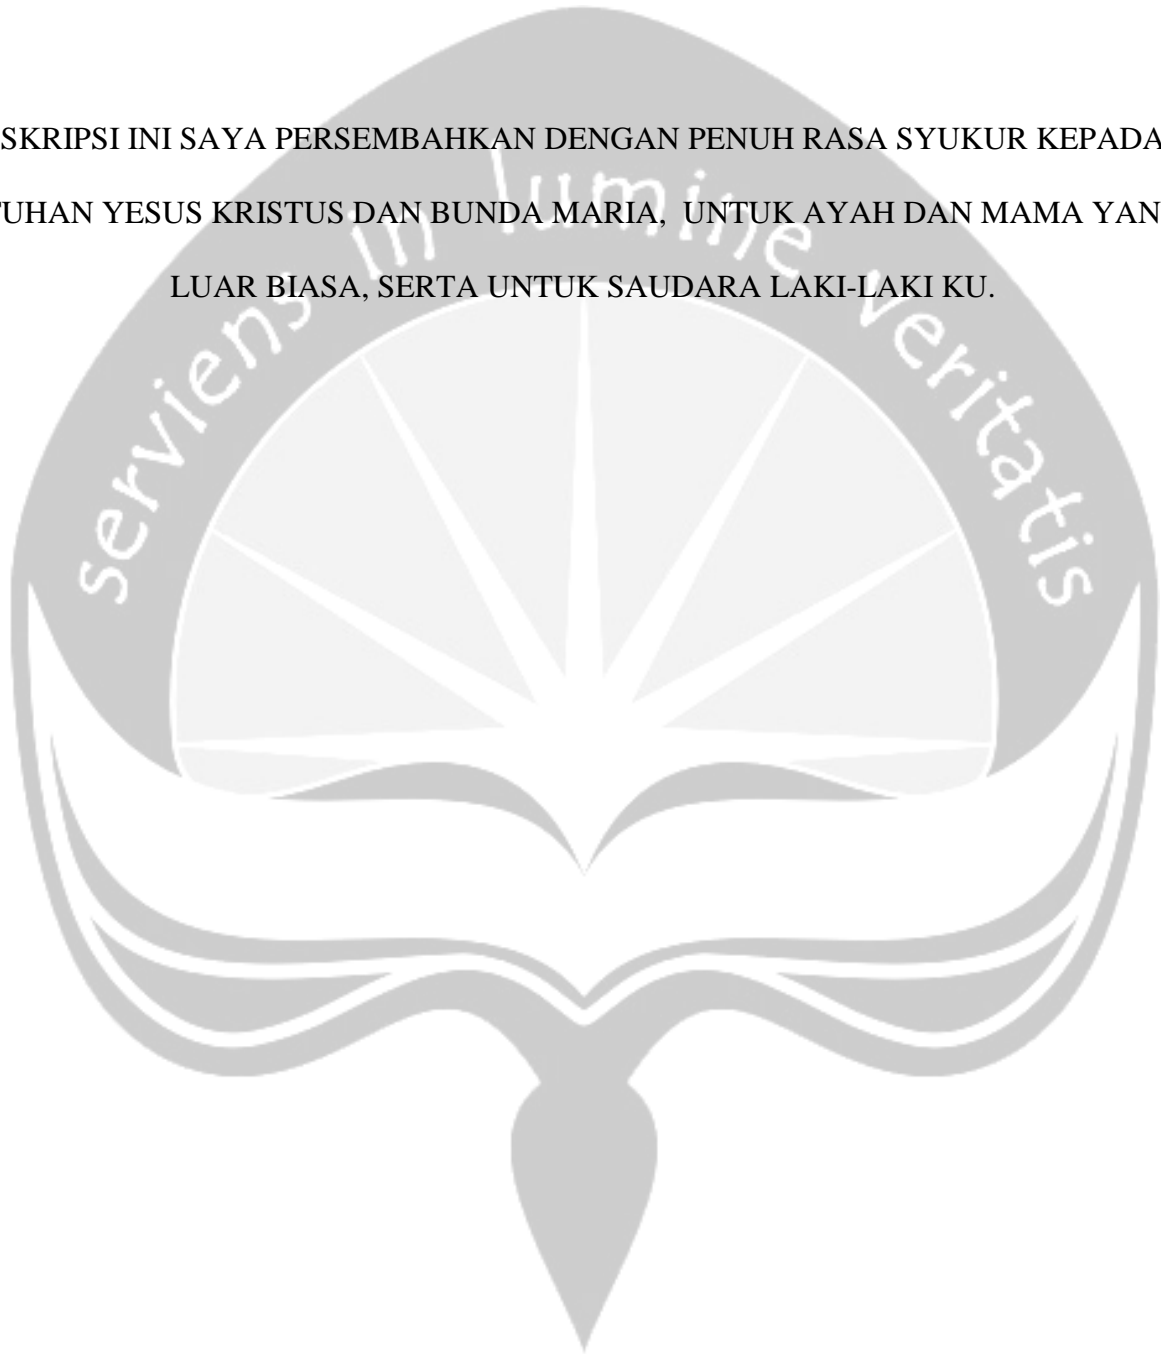 SKRIPSI INI SAYA PERSEMBAHKAN DENGAN PENUH RASA SYUKUR KEPADA
TUHAN YESUS KRISTUS DAN BUNDA MARIA, UNTUK AYAH DAN MAMA YAN
LUAR BIASA, SERTA UNTUK SAUDARA LAKI-LAKI KU.
serviens in lumine veritatis